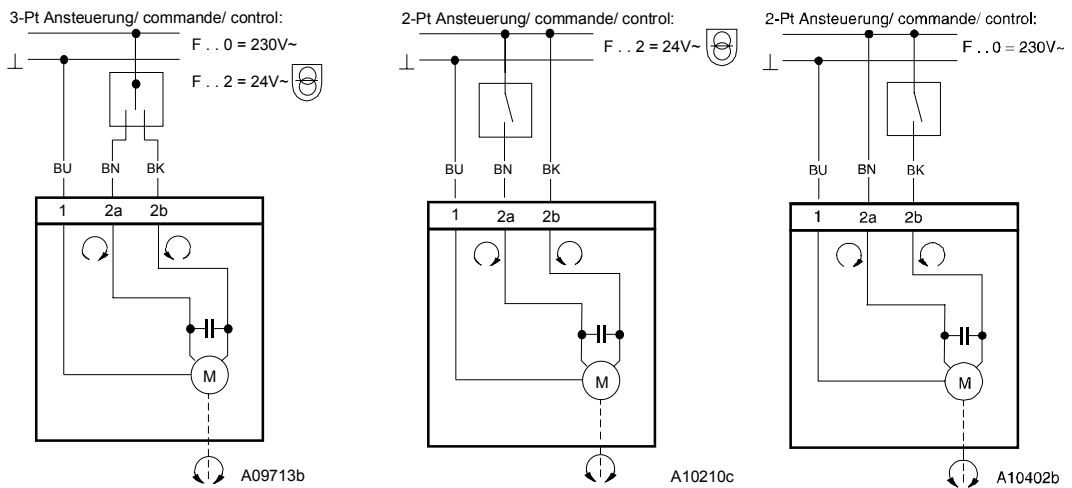 3-Pt Ansteuerung/ commande/ control:
F . . 0 = 230V~
⊥
F . . 2 = 24V~
BU BN BK
1 2a 2b
M
A09713b
2-Pt Ansteuerung/ commande/ control:
F . . 2 = 24V~
⊥
BU BN BK
1 2a 2b
M
A10210c
2-Pt Ansteuerung/ commande/ control:
F . . 0 = 230V~
⊥
BU BN BK
1 2a 2b
M
A10402b